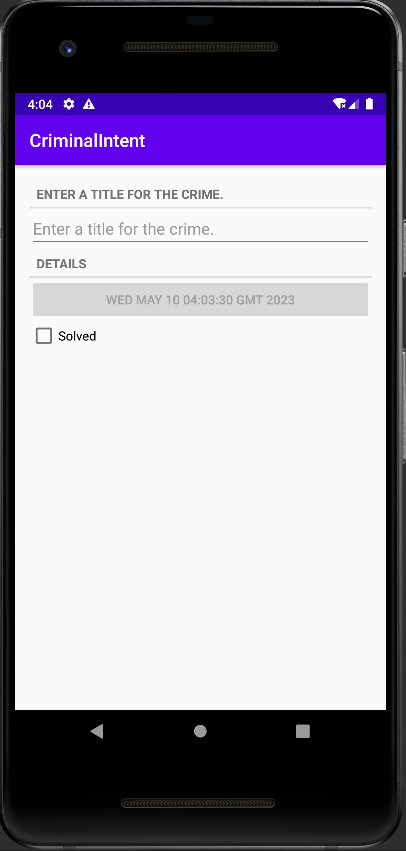 4:04
CriminalIntent
ENTER A TITLE FOR THE CRIME.
Enter a title for the crime.
DETAILS
WED MAY 10 04:03:30 GMT 2023
Solved